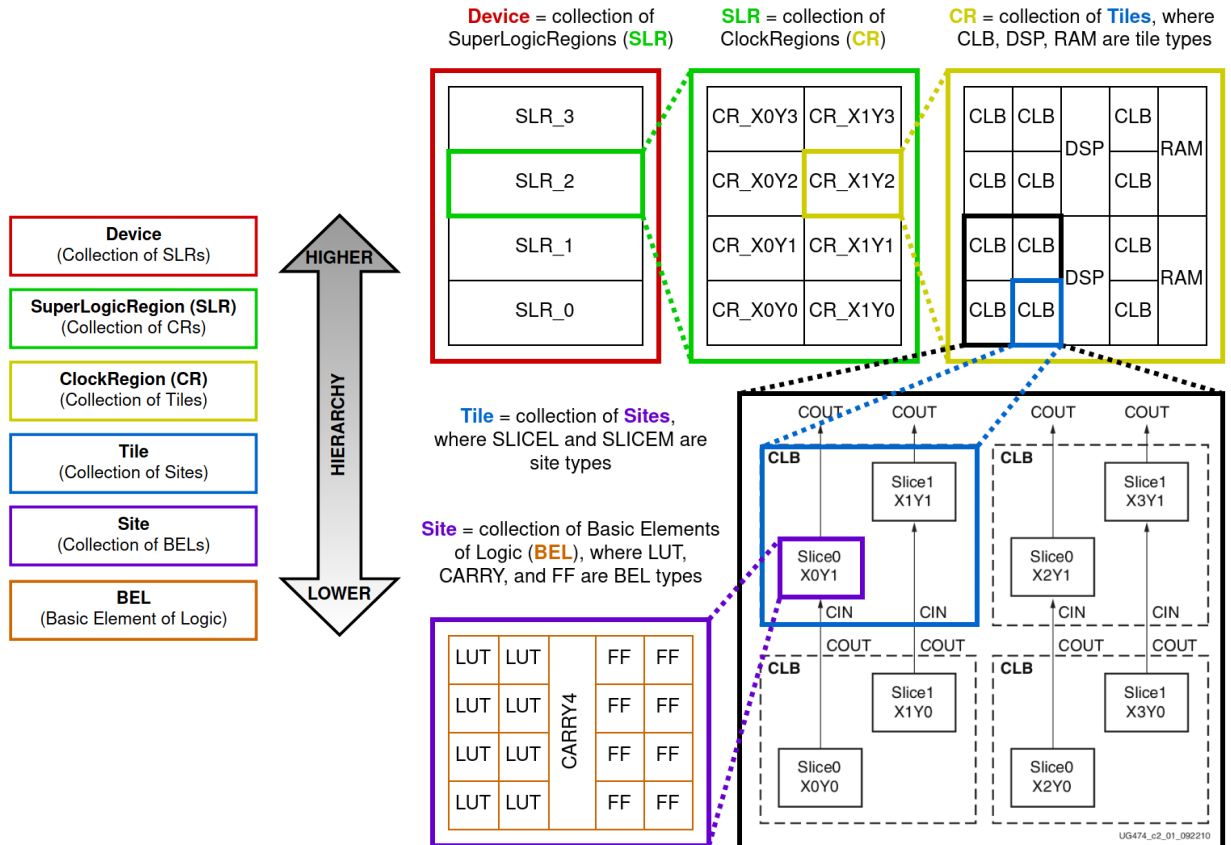 Device = collection of
SuperLogicRegions (SLR)
SLR = collection of
ClockRegions (CR)
CR = collection of Tiles, where
CLB, DSP, RAM are tile types
SLR_3
SLR_2
SLR_1
SLR_0
CR_X0Y3 CR_X1Y3
CR_X0Y2 CR_X1Y2
CR_X0Y1 CR_X1Y1
CR_X0Y0 CR_X1Y0
CLB CLB CLB
DSP RAM
CLB CLB CLB
CLB CLB CLB
DSP RAM
CLB CLB CLB
Device
(Collection of SLRs)
SuperLogicRegion (SLR)
(Collection of CRs)
ClockRegion (CR)
(Collection of Tiles)
Tile
(Collection of Sites)
Site
(Collection of BELs)
BEL
(Basic Element of Logic)
HIGHER
HIERARCHY
LOWER
Tile = collection of Sites,
where SLICEL and SLICEM are
site types
Site = collection of Basic Elements
of Logic (BEL), where LUT,
CARRY, and FF are BEL types
LUT LUT FF FF
LUT LUT FF FF
CARRY4
LUT LUT FF FF
LUT LUT FF FF
COUT COUT COUT COUT
CLB CLB
Slice1
X1Y1
Slice1
X3Y1
Slice0
X0Y1
Slice0
X2Y1
CIN CIN CIN CIN
COUT COUT COUT COUT
CLB CLB
Slice1
X1Y0
Slice1
X3Y0
Slice0
X0Y0
Slice0
X2Y0
UG474_c2_01_092210